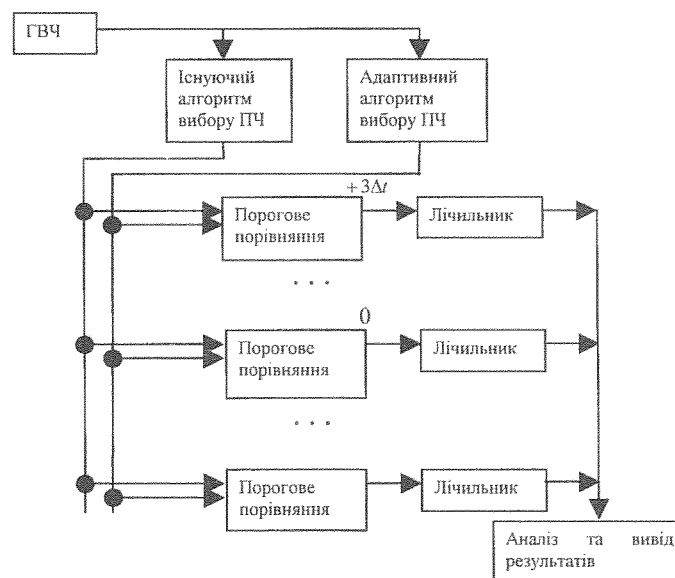 ГВЧ
Існуючий
алгоритм
вибору ПЧ
Адаптивний
алгоритм
вибору ПЧ
+3Δt
Порогове
порівняння
Лічильник
. . .
0
Порогове
порівняння
Лічильник
. . .
Порогове
порівняння
Лічильник
Аналіз та вивід
результатів